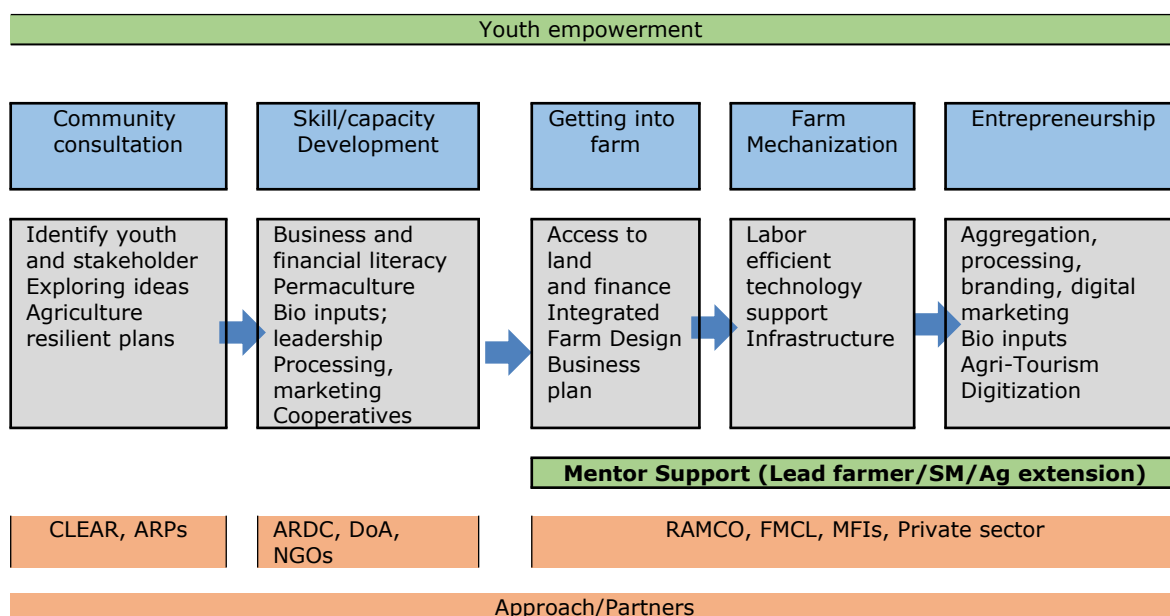 Youth empowerment
Community
consultation
Skill/capacity
Development
Getting into
farm
Farm
Mechanization
Entrepreneurship
Identify youth
and stakeholder
Exploring ideas
Agriculture
resilient plans
Business and
financial literacy
Permaculture
Bio inputs;
leadership
Processing,
marketing
Cooperatives
Access to
land
and finance
Integrated
Farm Design
Business
plan
Labor
efficient
technology
support
Infrastructure
Aggregation,
processing,
branding, digital
marketing
Bio inputs
Agri-Tourism
Digitization
Mentor Support (Lead farmer/SM/Ag extension)
CLEAR, ARPs
ARDC, DoA,
NGOs
RAMCO, FMCL, MFIs, Private sector
Approach/Partners